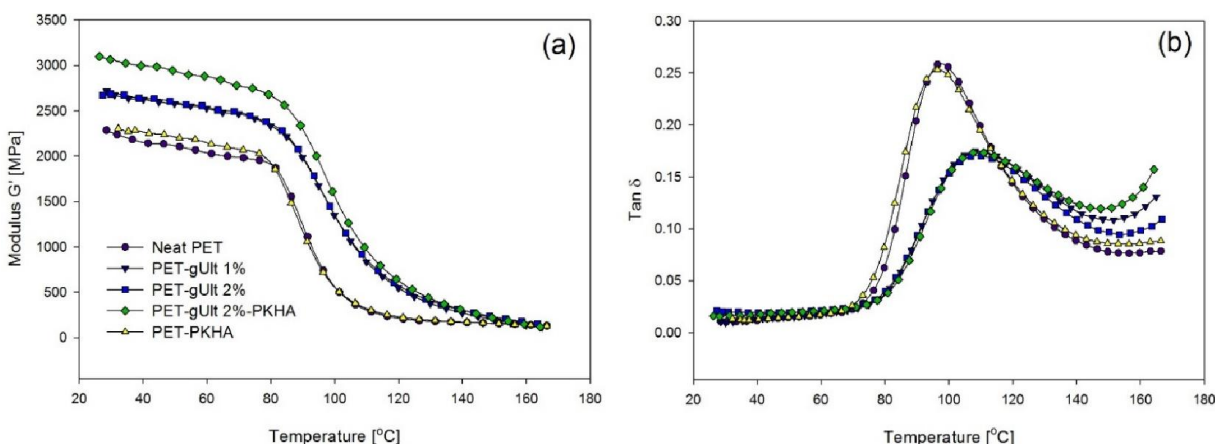 (a)
Modulus G' [MPa]
3500
3000
2500
2000
1500
1000
500
0
Neat PET
PET-gUlt 1%
PET-gUlt 2%
PET-gUlt 2%-PKHA
PET-PKHA
20 40 60 80 100 120 140 160 180
Temperature [°C]
(b)
Tan δ
0.30
0.25
0.20
0.15
0.10
0.05
0.00
20 40 60 80 100 120 140 160 180
Temperature [°C]